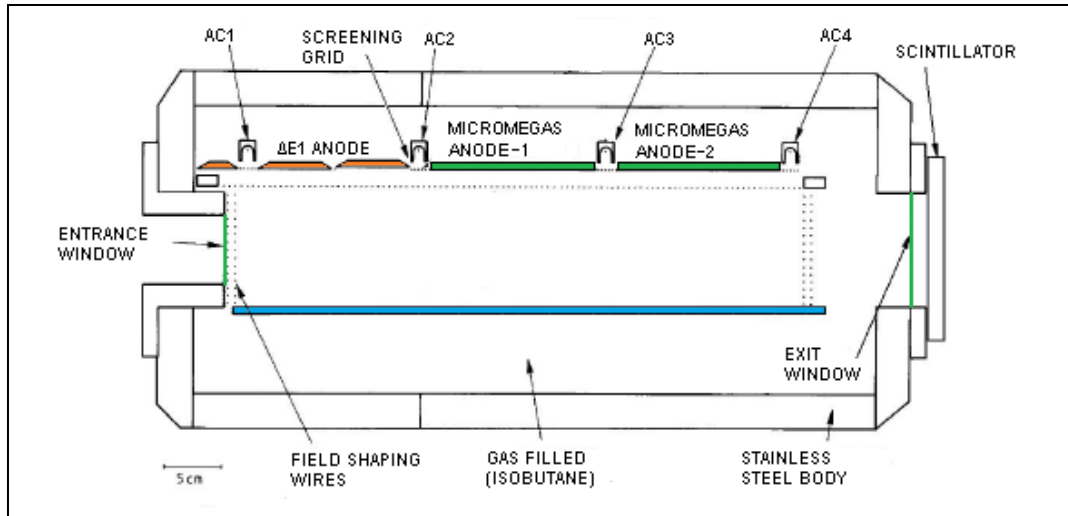 AC1
SCREENING
GRID
AC2
AC3
AC4
SCINTILLATOR
ΔE1 ANODE
MICROMEGAS
ANODE-1
MICROMEGAS
ANODE-2
ENTRANCE
WINDOW
EXIT
WINDOW
FIELD SHAPING
WIRES
GAS FILLED
(ISOBUTANE)
STAINLESS
STEEL BODY
5cm